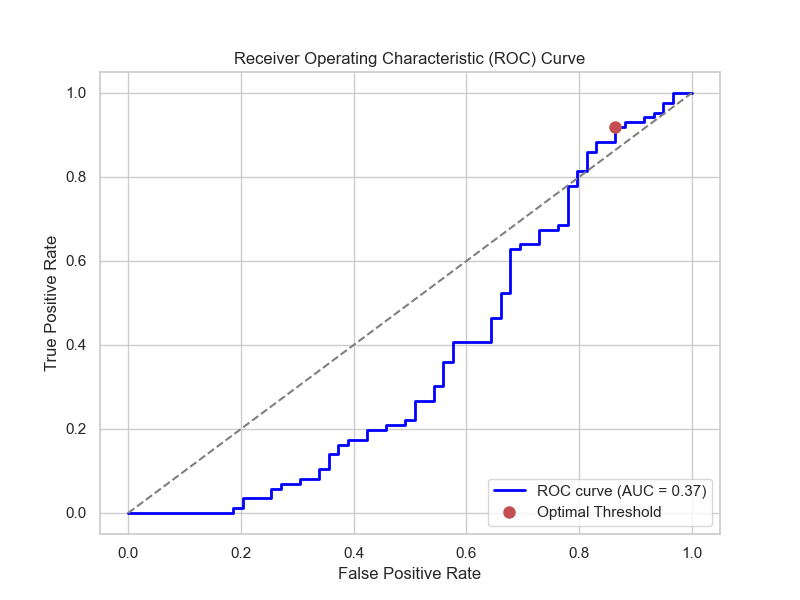 Receiver Operating Characteristic (ROC) Curve
True Positive Rate
1.0
0.8
0.6
0.4
0.2
0.0
ROC curve (AUC = 0.37)
Optimal Threshold
0.0 0.2 0.4 0.6 0.8 1.0
False Positive Rate